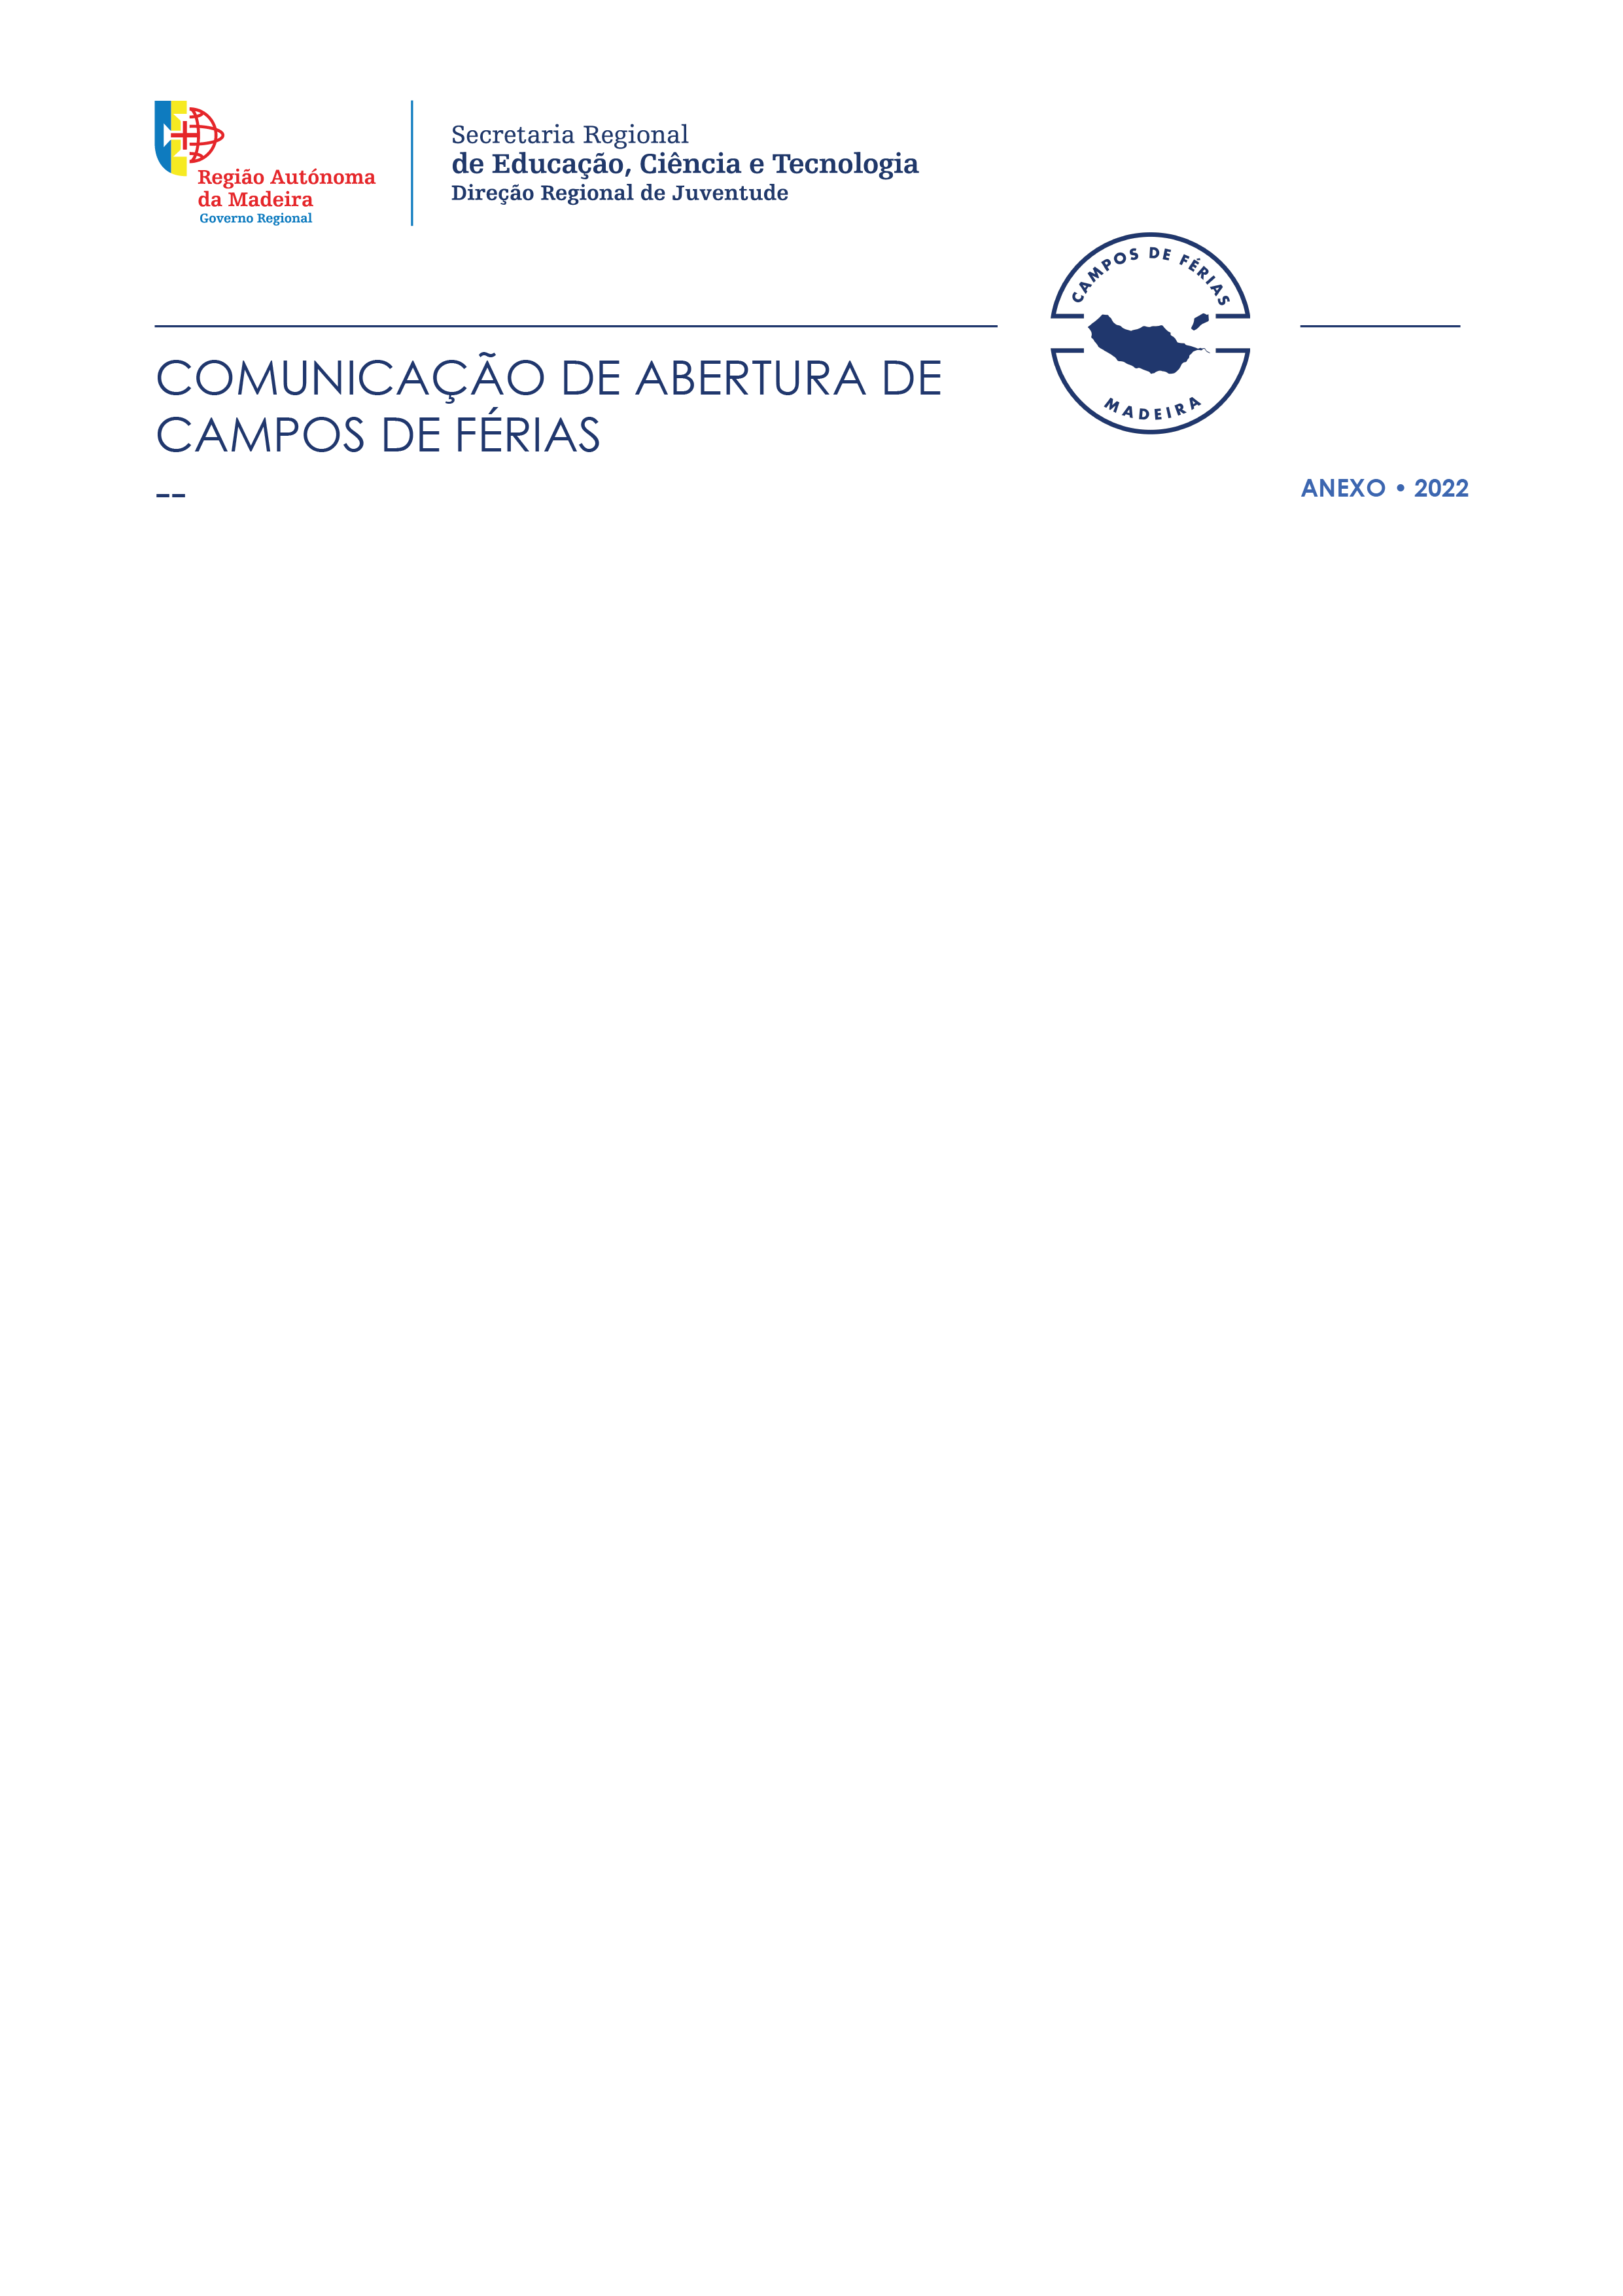 Região Autónoma
da Madeira
Governo Regional
Secretaria Regional
de Educação, Ciência e Tecnologia
Direção Regional de Juventude
CAMPOS DE FÉRIAS
MADEIRA
COMUNICAÇÃO DE ABERTURA DE
CAMPOS DE FÉRIAS
--
ANEXO • 2022